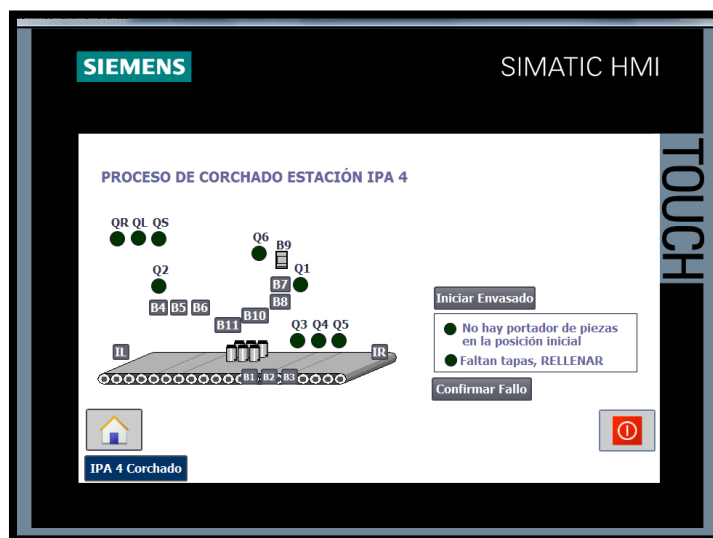 SIEMENS
SIMATIC HMI
TOUCH
PROCESO DE CORCHADO ESTACIÓN IPA 4
QR QL QS
Q6
B9
Q2
B7
Q1
B4 B5 B6
B8
B10
B11
Q3 Q4 Q5
IL
IR
B1 B2 B3
Iniciar Envasado
No hay portador de piezas
en la posición inicial
Faltan tapas, RELLENAR
Confirmar Fallo
IPA 4 Corchado